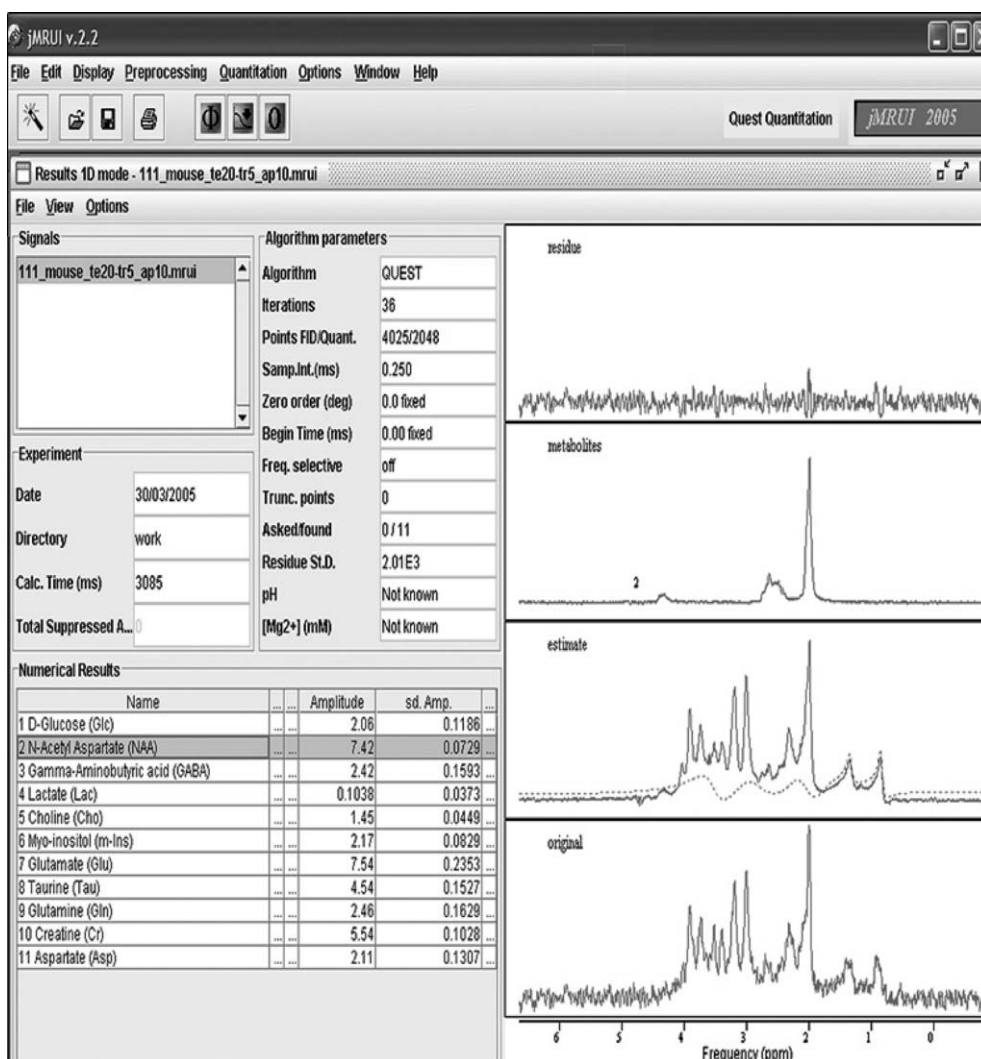 jMRUI v.2.2
File Edit Display Preprocessing Quantitation Options Window Help
Quest Quantitation
jMRUI 2005
Results 1D mode - 111_mouse_te20-tr5_ap10.mrui
File View Options
Signals
111_mouse_te20-tr5_ap10.mrui
Experiment
Date 30/03/2005
Directory work
Calc. Time (ms) 3085
Total Suppressed A... 0
Algorithm parameters
Algorithm QUEST
Iterations 36
Points FID/Quant. 4025/2048
Samp.Int.(ms) 0.250
Zero order (deg) 0.0 fixed
Begin Time (ms) 0.00 fixed
Freq. selective off
Trunc. points 0
Asked/found 0 / 11
Residue St.D. 2.01E3
pH Not known
[Mg2+] (mM) Not known
Numerical Results
Name ... ... Amplitude sd. Amp. ...
1 D-Glucose (Glc) ... ... 2.06 0.1186 ...
2 N-Acetyl Aspartate (NAA) ... ... 7.42 0.0729 ...
3 Gamma-Aminobutyric acid (GABA) ... ... 2.42 0.1593 ...
4 Lactate (Lac) ... ... 0.1038 0.0373 ...
5 Choline (Cho) ... ... 1.45 0.0449 ...
6 Myo-inositol (m-Ins) ... ... 2.17 0.0829 ...
7 Glutamate (Glu) ... ... 7.54 0.2353 ...
8 Taurine (Tau) ... ... 4.54 0.1527 ...
9 Glutamine (Gln) ... ... 2.46 0.1629 ...
10 Creatine (Cr) ... ... 5.54 0.1028 ...
11 Aspartate (Asp) ... ... 2.11 0.1307 ...
residue
metabolites
2
estimate
original
6 5 4 3 2 1 0
Frequency (ppm)